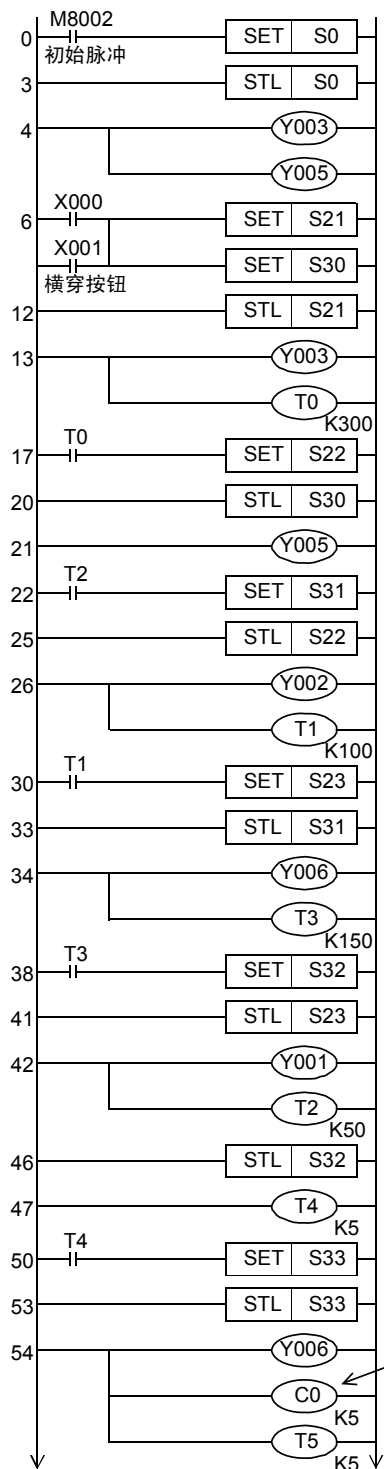 M8002
0 SET S0
初始脉冲
3 STL S0
4 Y003
Y005
X000
6 SET S21
X001
SET S30
横穿按钮
12 STL S21
13 Y003
T0
K300
T0
17 SET S22
20 STL S30
21 Y005
T2
22 SET S31
25 STL S22
26 Y002
T1
K100
T1
30 SET S23
33 STL S31
34 Y006
T3
K150
T3
38 SET S32
41 STL S23
42 Y001
T2
K50
46 STL S32
47 T4
K5
T4
50 SET S33
53 STL S33
54 Y006
C0
K5
T5
K5